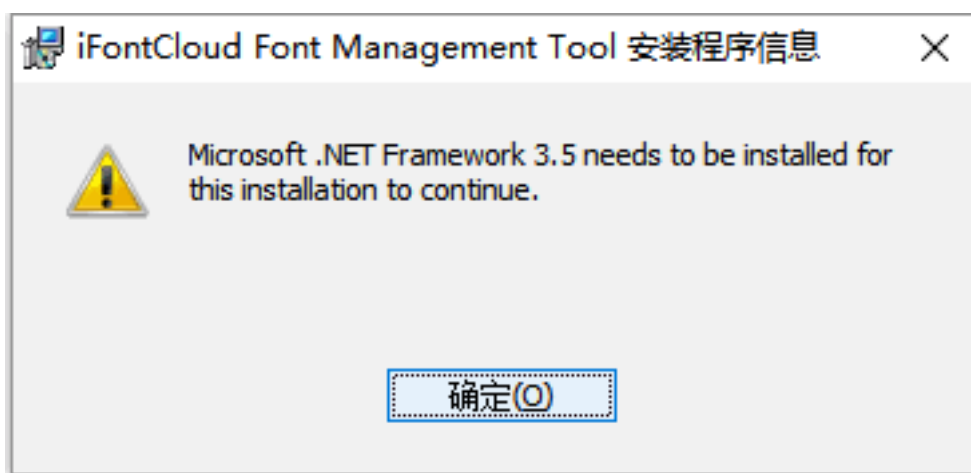 iFontCloud Font Management Tool 安装程序信息
Microsoft .NET Framework 3.5 needs to be installed for
this installation to continue.
确定(O)